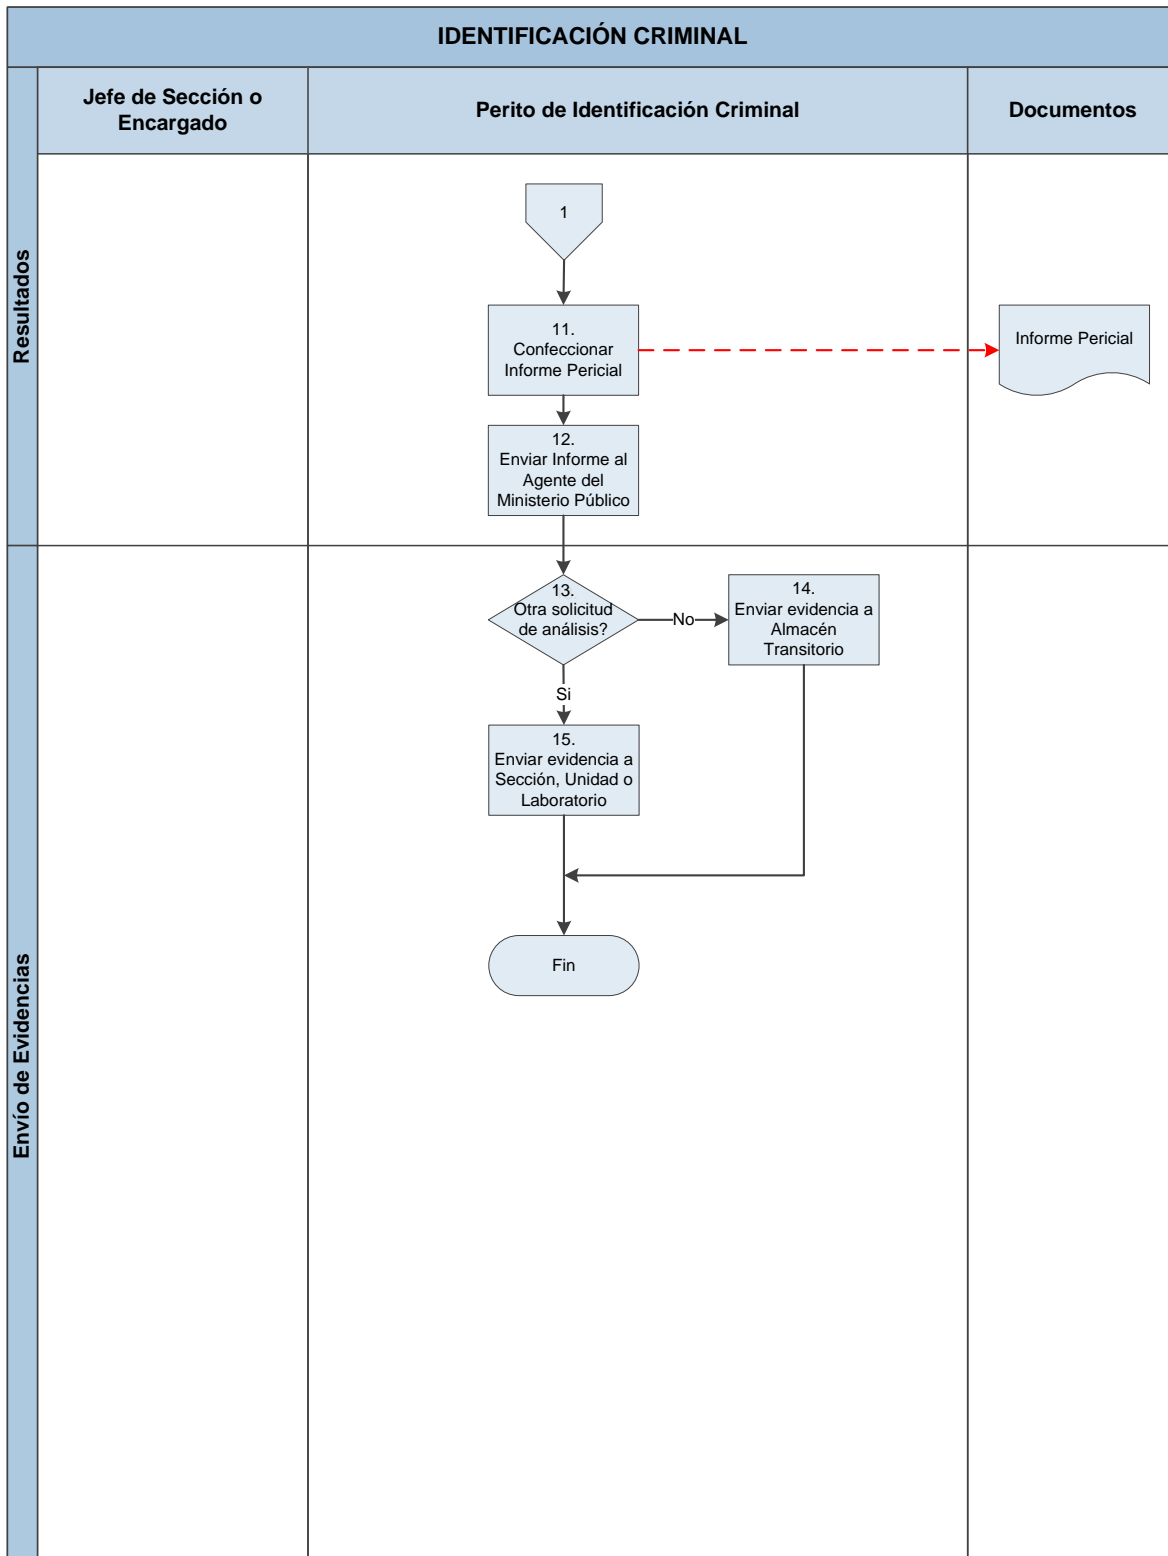 IDENTIFICACIÓN CRIMINAL
Jefe de Sección o
Encargado
Perito de Identificación Criminal
Documentos
Resultados
1
11.
Confeccionar
Informe Pericial
Informe Pericial
12.
Enviar Informe al
Agente del
Ministerio Público
Envío de Evidencias
13.
Otra solicitud
de análisis?
No
14.
Enviar evidencia a
Almacén
Transitorio
Si
15.
Enviar evidencia a
Sección, Unidad o
Laboratorio
Fin